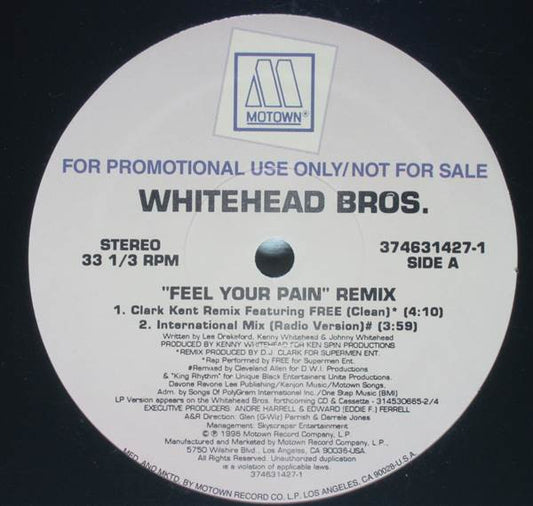 MOTOWN®
FOR PROMOTIONAL USE ONLY/NOT FOR SALE
WHITEHEAD BROS.
STEREO
33 1/3 RPM
374631427-1
SIDE A
"FEEL YOUR PAIN" REMIX
1. Clark Kent Remix Featuring FREE (Clean)* (4:10)
2. International Mix (Radio Version)# (3:59)
Written by Lee Drakeford, Kenny Whitehead & Johnny Whitehead
PRODUCED BY KENNY WHITEHEAD FOR KEN SPIN PRODUCTIONS
*REMIX PRODUCED BY D.J. CLARK FOR SUPERMEN ENT.
*Rap Performed by FREE for Supermen Ent.
#Remixed by Cleveland Allen for D.W.I. Productions
& "King Rhythm" for Unique Black Entertainers Unite Productions.
Davone Ravone Lee Publishing/Kenjon Music/Motown Songs,
Adm. by Songs Of PolyGram International Inc./One Stap Music (BMI)
LP Version appears on the Whitehead Bros. forthcoming CD & Cassette - 314530665-2/4
EXECUTIVE PRODUCERS: ANDRE HARRELL & EDWARD (EDDIE F.) FERRELL
A&R Direction: Glen (G-Wiz) Parrish & Darrale Jones
Management: Skyscraper Entertainment
© ℗ 1996 Motown Record Company, L.P.
Manufactured and Marketed by Motown Record Company, L.P.,
5750 Wilshire Blvd., Los Angeles, CA 90036-USA.
All Rights Reserved. Unauthorized duplication
is a violation of applicable laws.
374631427-1
MFD. AND MKTD. BY MOTOWN RECORD CO. L.P. LOS ANGELES, CA 90028-U.S.A.